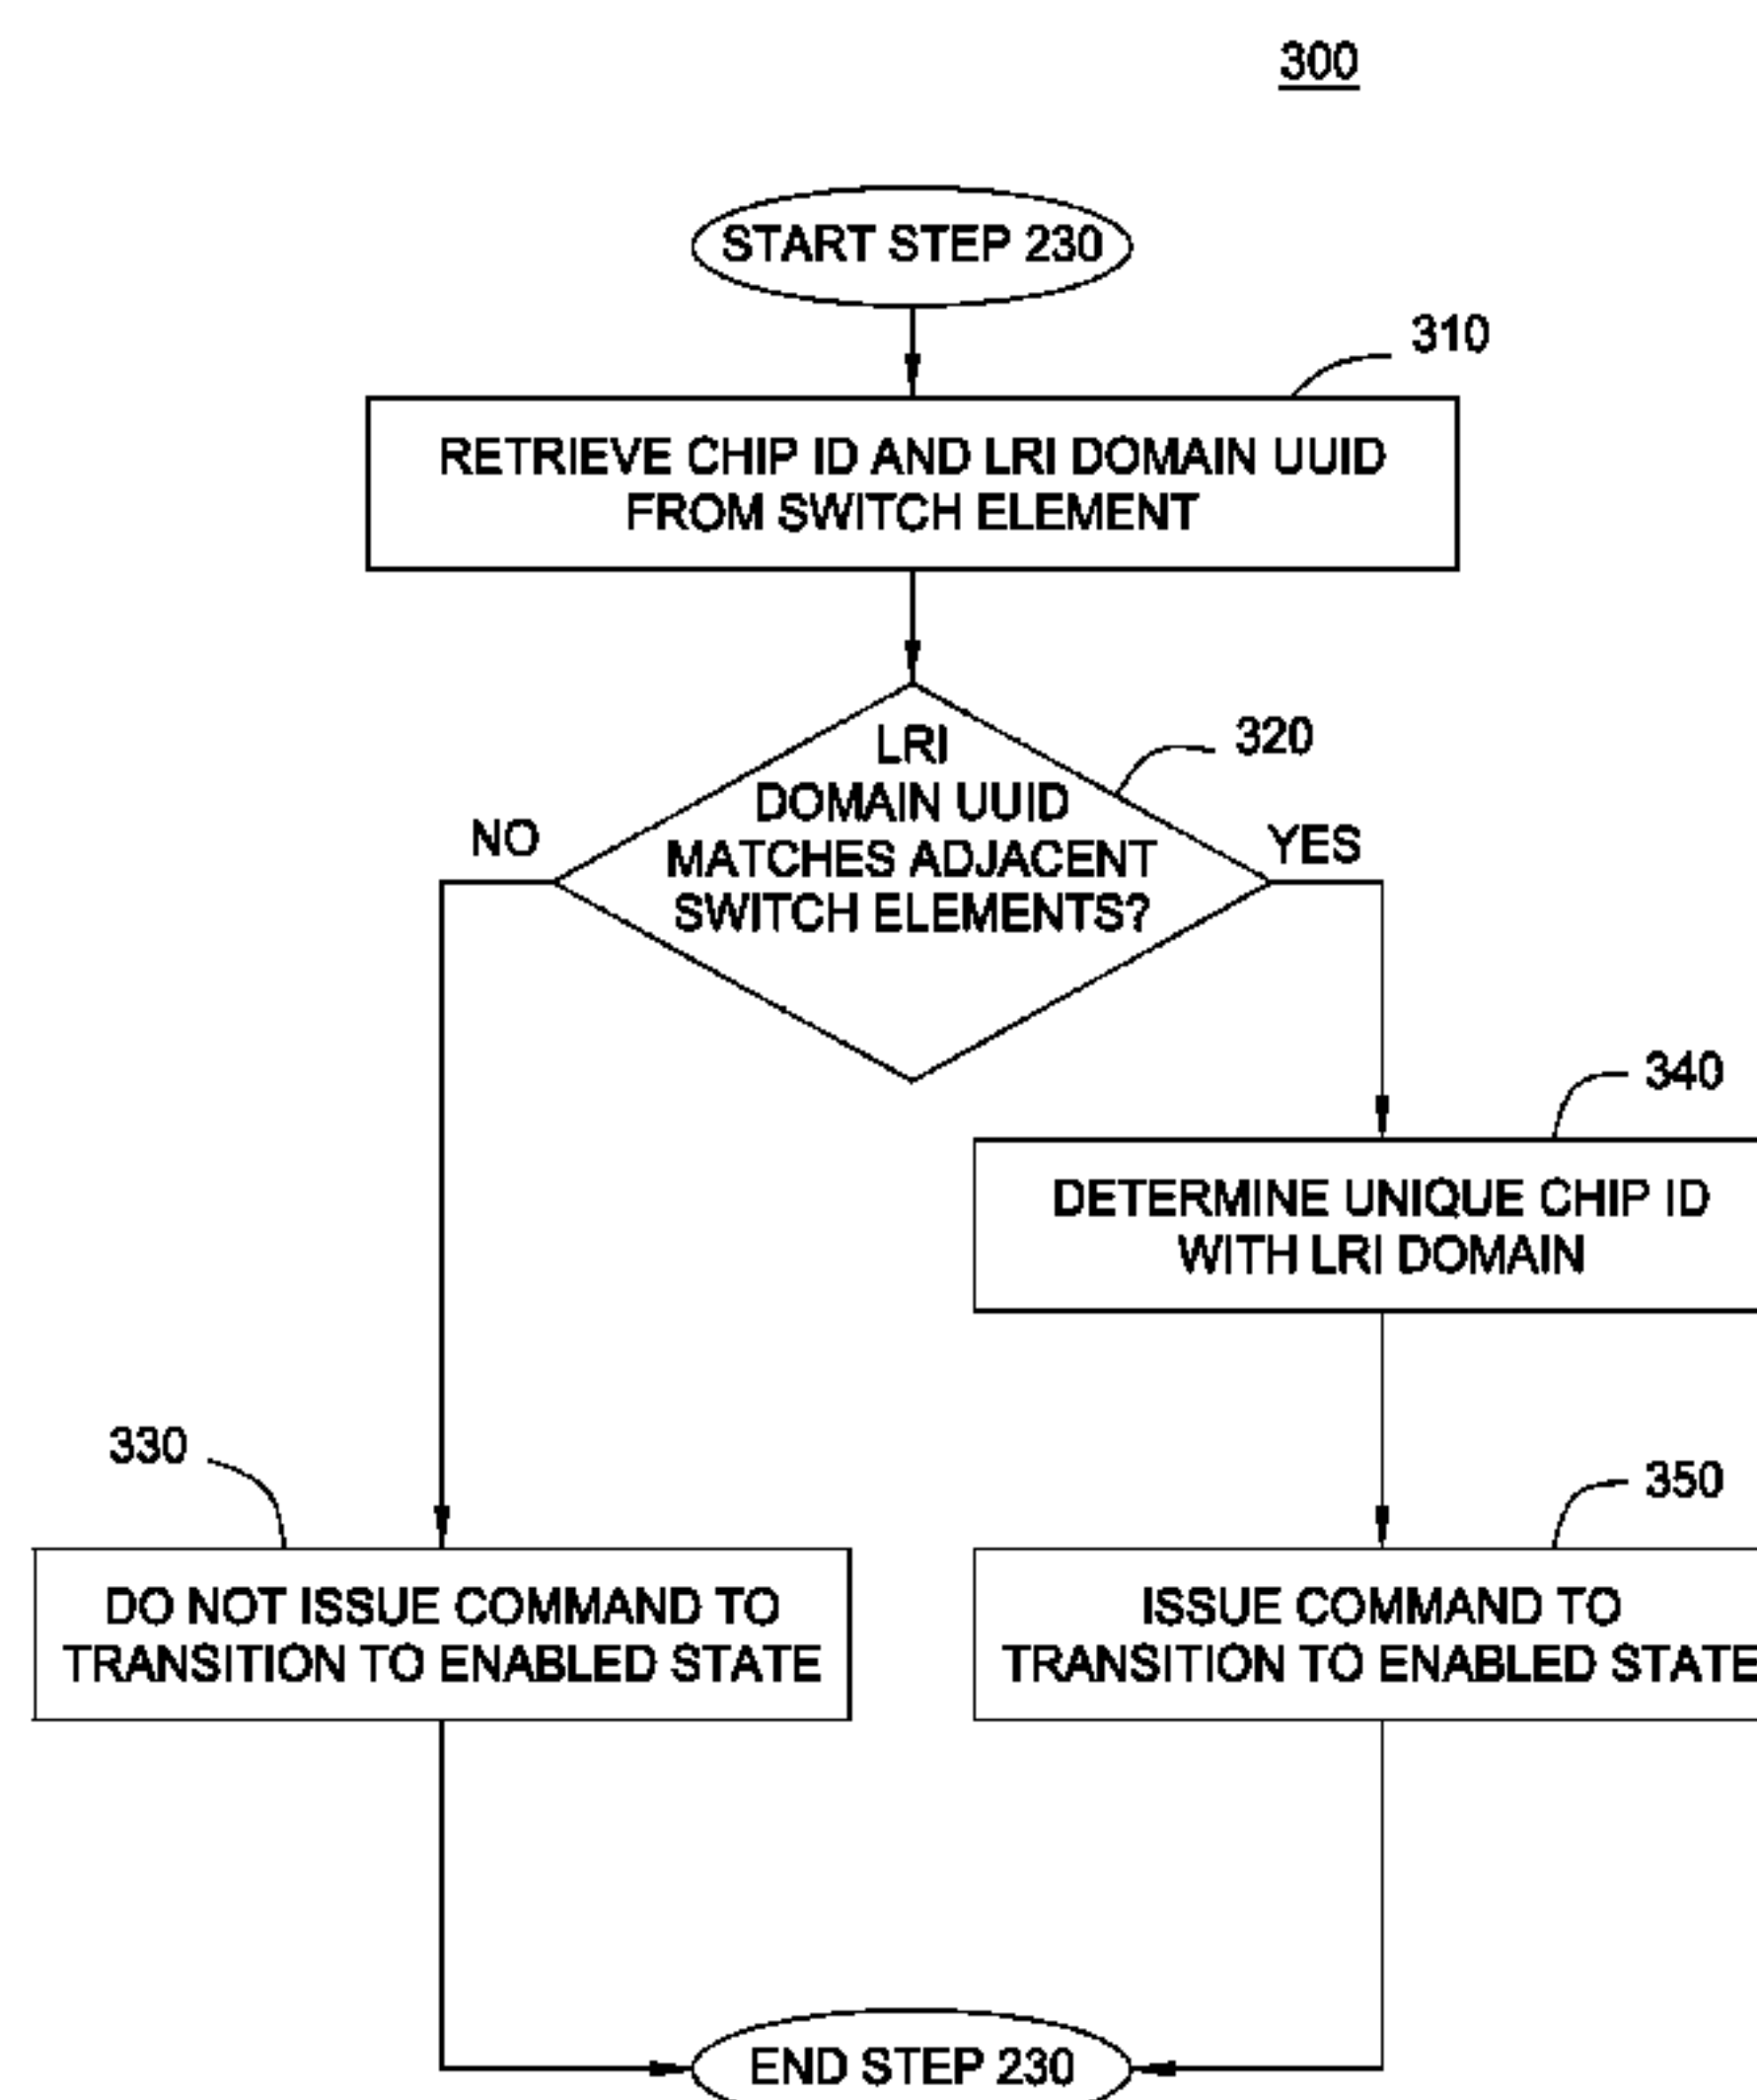 300
START STEP 230
310
RETRIEVE CHIP ID AND LRI DOMAIN UUID
FROM SWITCH ELEMENT
320
LRI
DOMAIN UUID
MATCHES ADJACENT
SWITCH ELEMENTS?
NO
YES
340
DETERMINE UNIQUE CHIP ID
WITH LRI DOMAIN
330
DO NOT ISSUE COMMAND TO
TRANSITION TO ENABLED STATE
350
ISSUE COMMAND TO
TRANSITION TO ENABLED STATE
END STEP 230